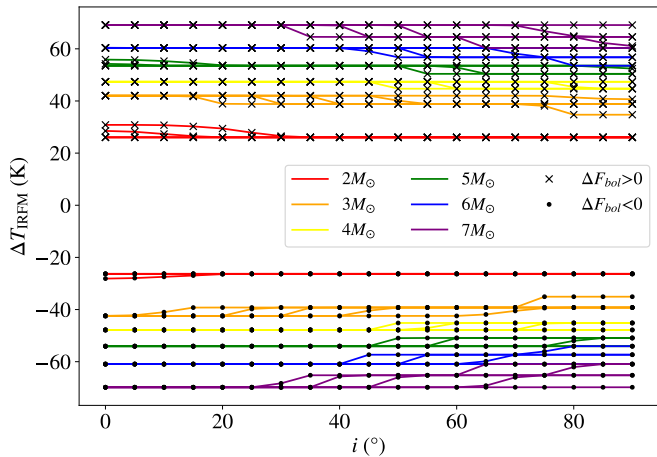 60
40
20
0
−20
−40
−60
ΔT_IRFM (K)
2M⊙ 5M⊙ ΔF_bol>0
3M⊙ 6M⊙ ΔF_bol<0
4M⊙ 7M⊙
0 20 40 60 80
i (°)